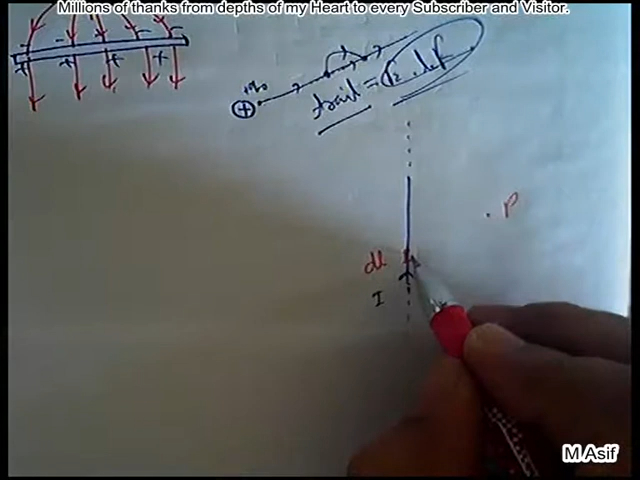 Millions of thanks from depths of my Heart to every Subscriber and Visitor.
- - - - -
+ + + + +
+
P
dl
I
M Asif